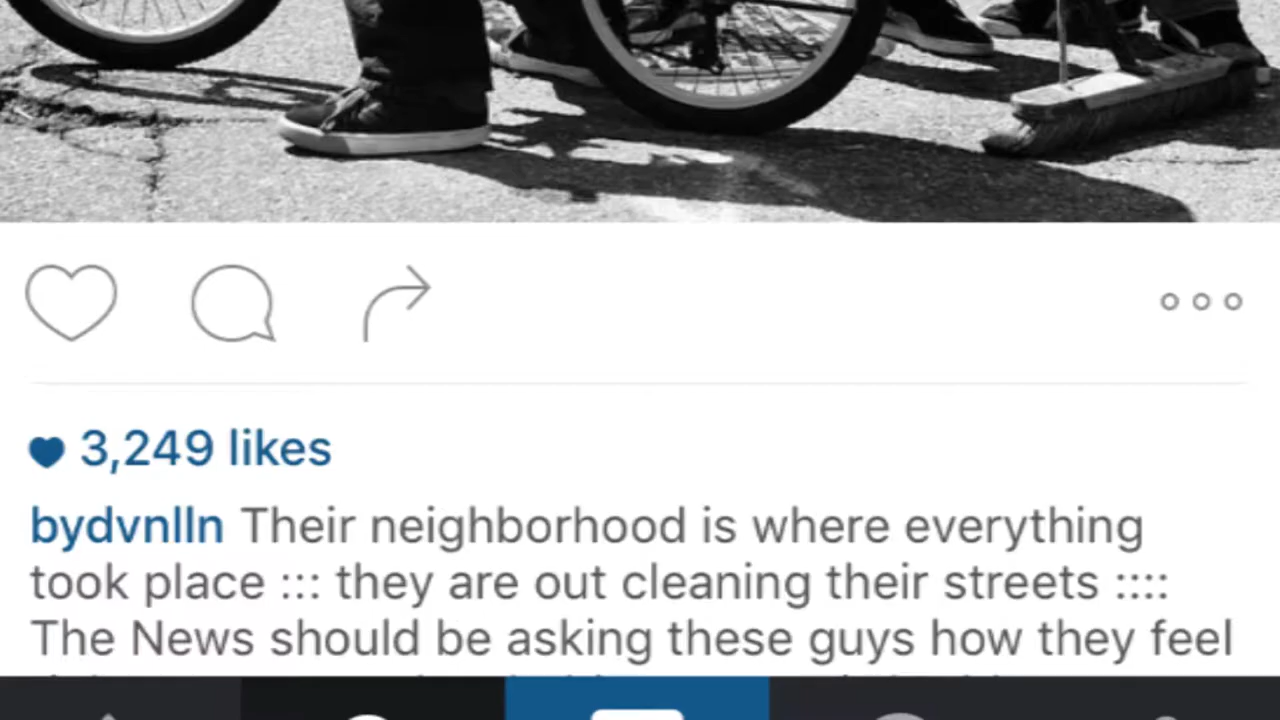 3,249 likes
bydvnlln Their neighborhood is where everything
took place ::: they are out cleaning their streets ::::
The News should be asking these guys how they feel